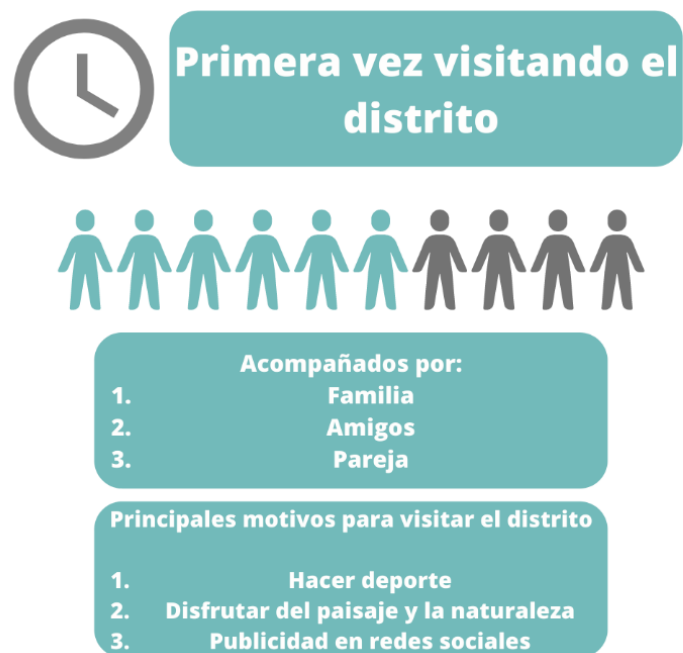 Primera vez visitando el
distrito
Acompañados por:
1. Familia
2. Amigos
3. Pareja
Principales motivos para visitar el distrito
1. Hacer deporte
2. Disfrutar del paisaje y la naturaleza
3. Publicidad en redes sociales